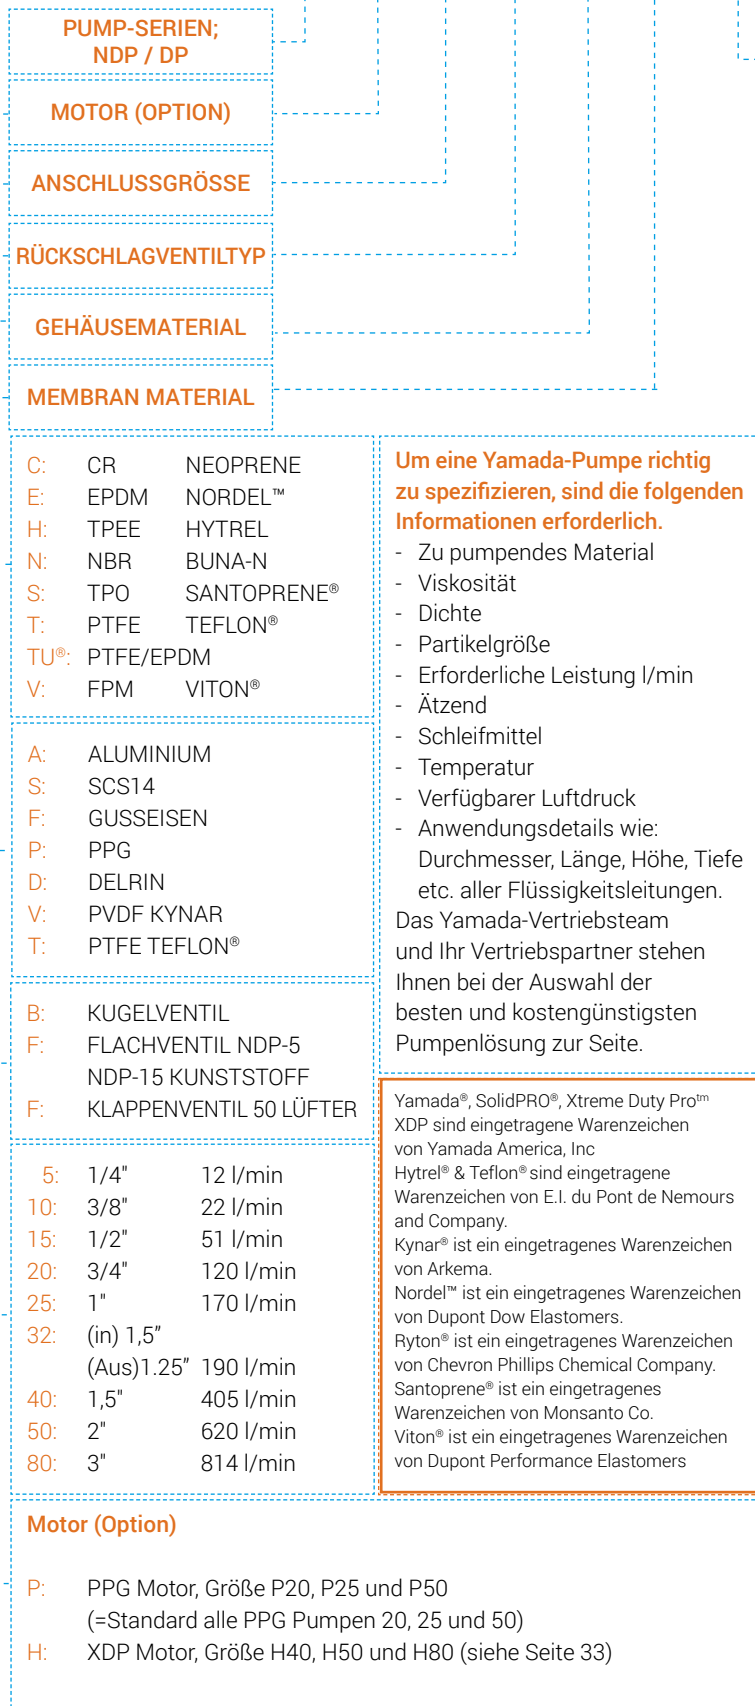 PUMP-SERIEN;
NDP / DP
MOTOR (OPTION)
ANSCHLUSSGRÖSSE
RÜCKSCHLAGVENTILTYP
GEHÄUSEMATERIAL
MEMBRAN MATERIAL
C: CR NEOPRENE
E: EPDM NORDEL™
H: TPEE HYTREL
N: NBR BUNA-N
S: TPO SANTOPRENE®
T: PTFE TEFLON®
TU®: PTFE/EPDM
V: FPM VITON®
A: ALUMINIUM
S: SCS14
F: GUSSEISEN
P: PPG
D: DELRIN
V: PVDF KYNAR
T: PTFE TEFLON®
B: KUGELVENTIL
F: FLACHVENTIL NDP-5
NDP-15 KUNSTSTOFF
F: KLAPPENVENTIL 50 LÜFTER
5: 1/4" 12 l/min
10: 3/8" 22 l/min
15: 1/2" 51 l/min
20: 3/4" 120 l/min
25: 1" 170 l/min
32: (in) 1,5”
(Aus)1.25” 190 l/min
40: 1,5" 405 l/min
50: 2" 620 l/min
80: 3" 814 l/min
Um eine Yamada-Pumpe richtig
zu spezifizieren, sind die folgenden
Informationen erforderlich.
- Zu pumpendes Material
- Viskosität
- Dichte
- Partikelgröße
- Erforderliche Leistung l/min
- Ätzend
- Schleifmittel
- Temperatur
- Verfügbarer Luftdruck
- Anwendungsdetails wie:
Durchmesser, Länge, Höhe, Tiefe
etc. aller Flüssigkeitsleitungen.
Das Yamada-Vertriebsteam
und Ihr Vertriebspartner stehen
Ihnen bei der Auswahl der
besten und kostengünstigsten
Pumpenlösung zur Seite.
Yamada®, SolidPRO®, Xtreme Duty Pro™
XDP sind eingetragene Warenzeichen
von Yamada America, Inc
Hytrel® & Teflon® sind eingetragene
Warenzeichen von E.I. du Pont de Nemours
and Company.
Kynar® ist ein eingetragenes Warenzeichen
von Arkema.
Nordel™ ist ein eingetragenes Warenzeichen
von Dupont Dow Elastomers.
Ryton® ist ein eingetragenes Warenzeichen
von Chevron Phillips Chemical Company.
Santoprene® ist ein eingetragenes
Warenzeichen von Monsanto Co.
Viton® ist ein eingetragenes Warenzeichen
von Dupont Performance Elastomers
Motor (Option)
P: PPG Motor, Größe P20, P25 und P50
(=Standard alle PPG Pumpen 20, 25 und 50)
H: XDP Motor, Größe H40, H50 und H80 (siehe Seite 33)